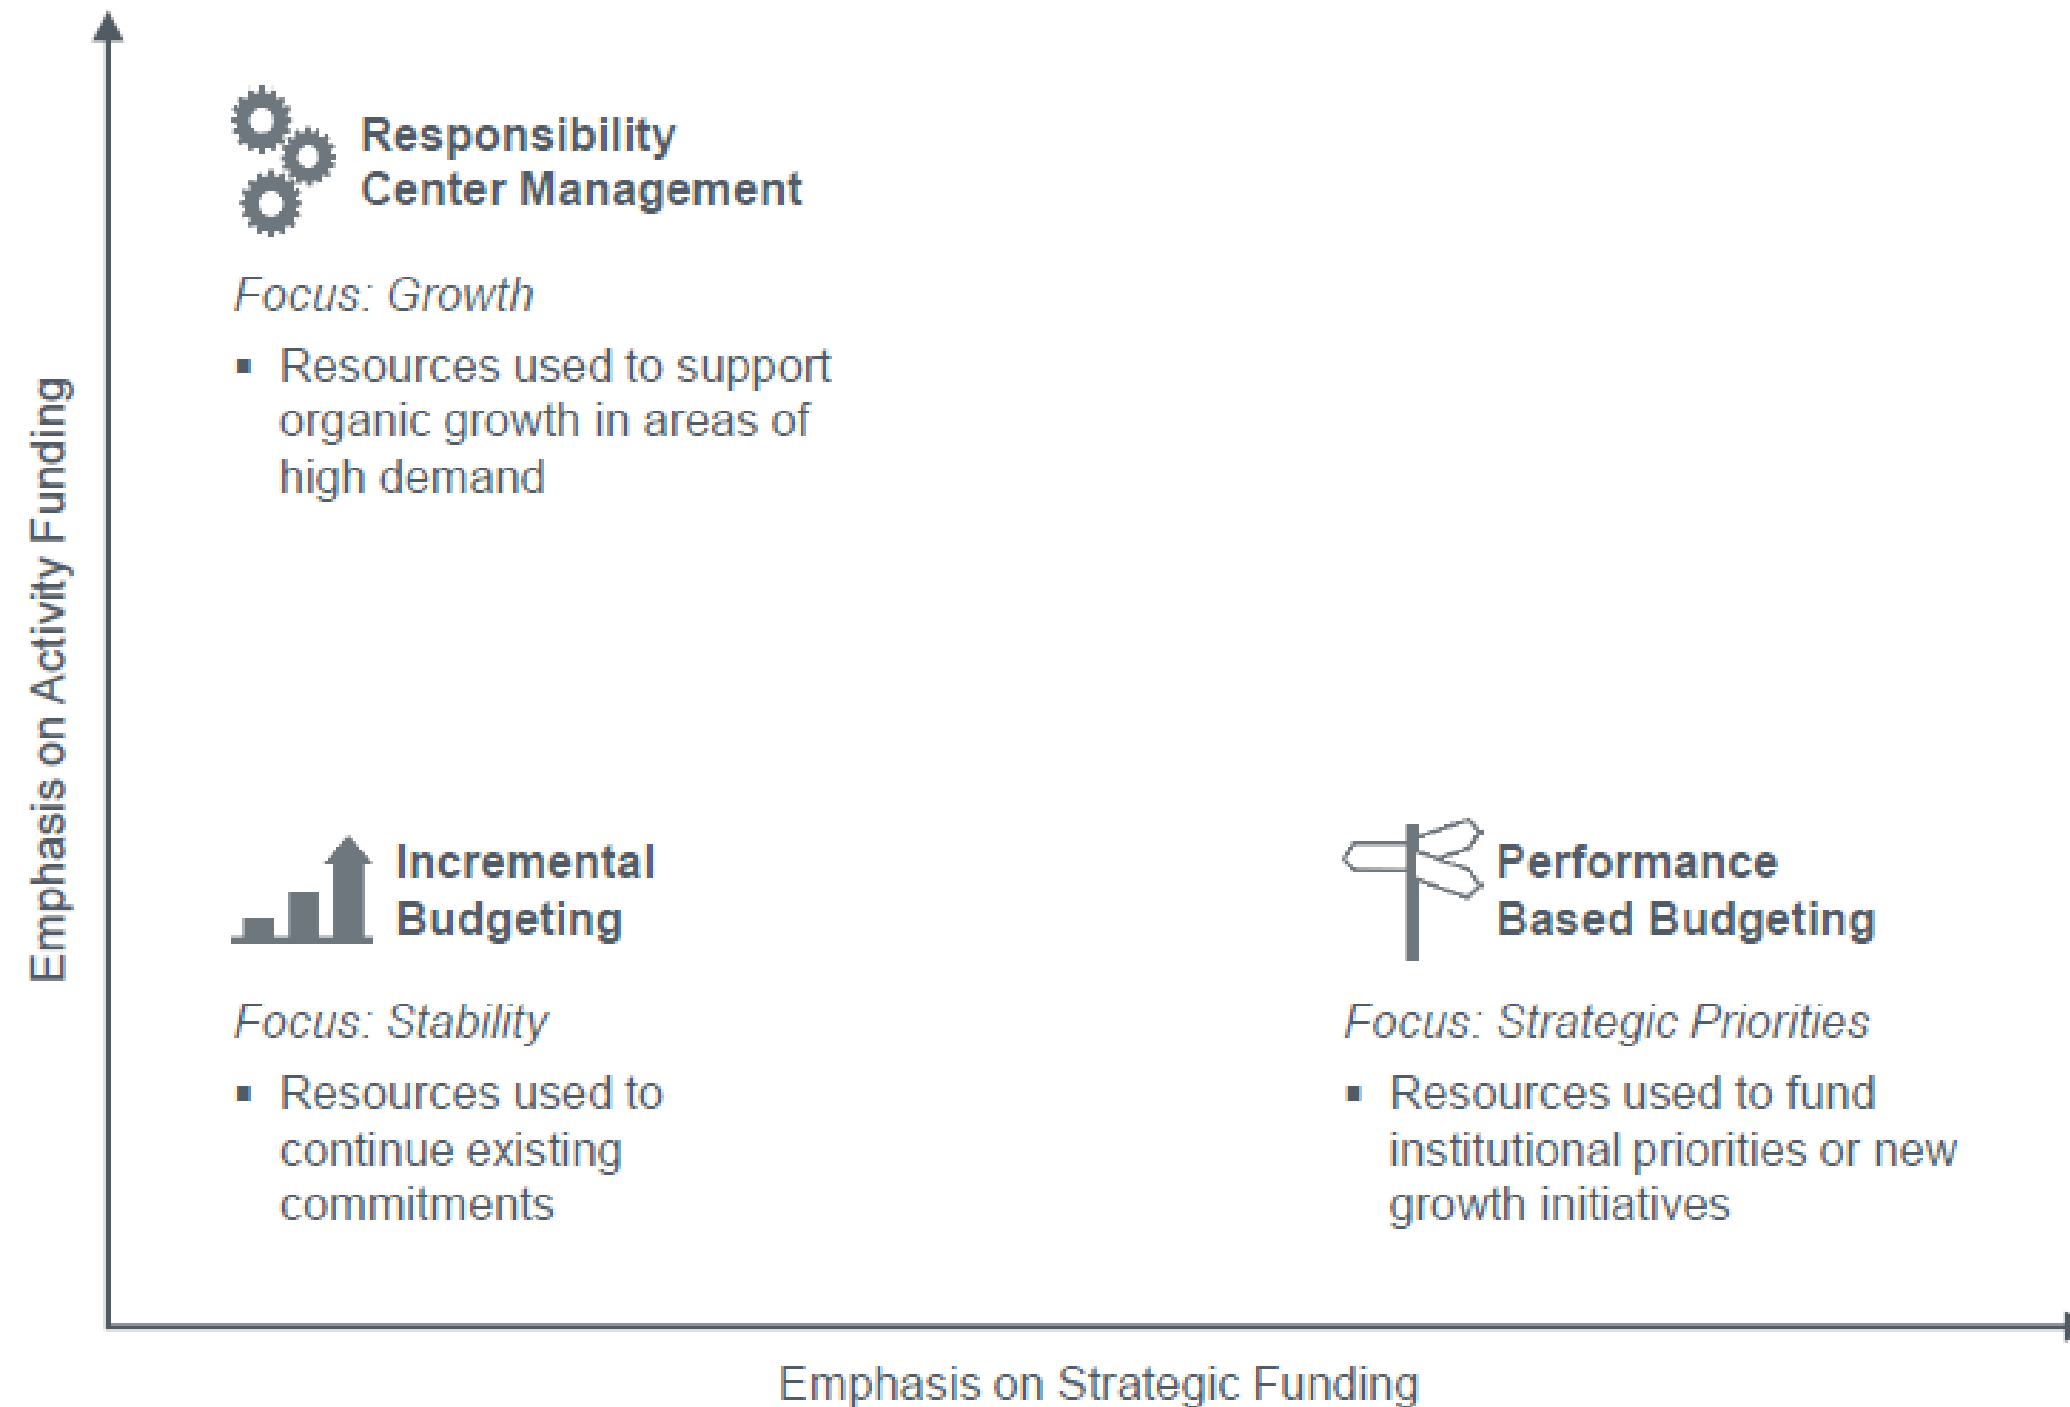 Responsibility
Center Management
Focus: Growth
▪ Resources used to support
organic growth in areas of
high demand
Emphasis on Activity Funding
Incremental
Budgeting
Focus: Stability
▪ Resources used to
continue existing
commitments
Performance
Based Budgeting
Focus: Strategic Priorities
▪ Resources used to fund
institutional priorities or new
growth initiatives
Emphasis on Strategic Funding